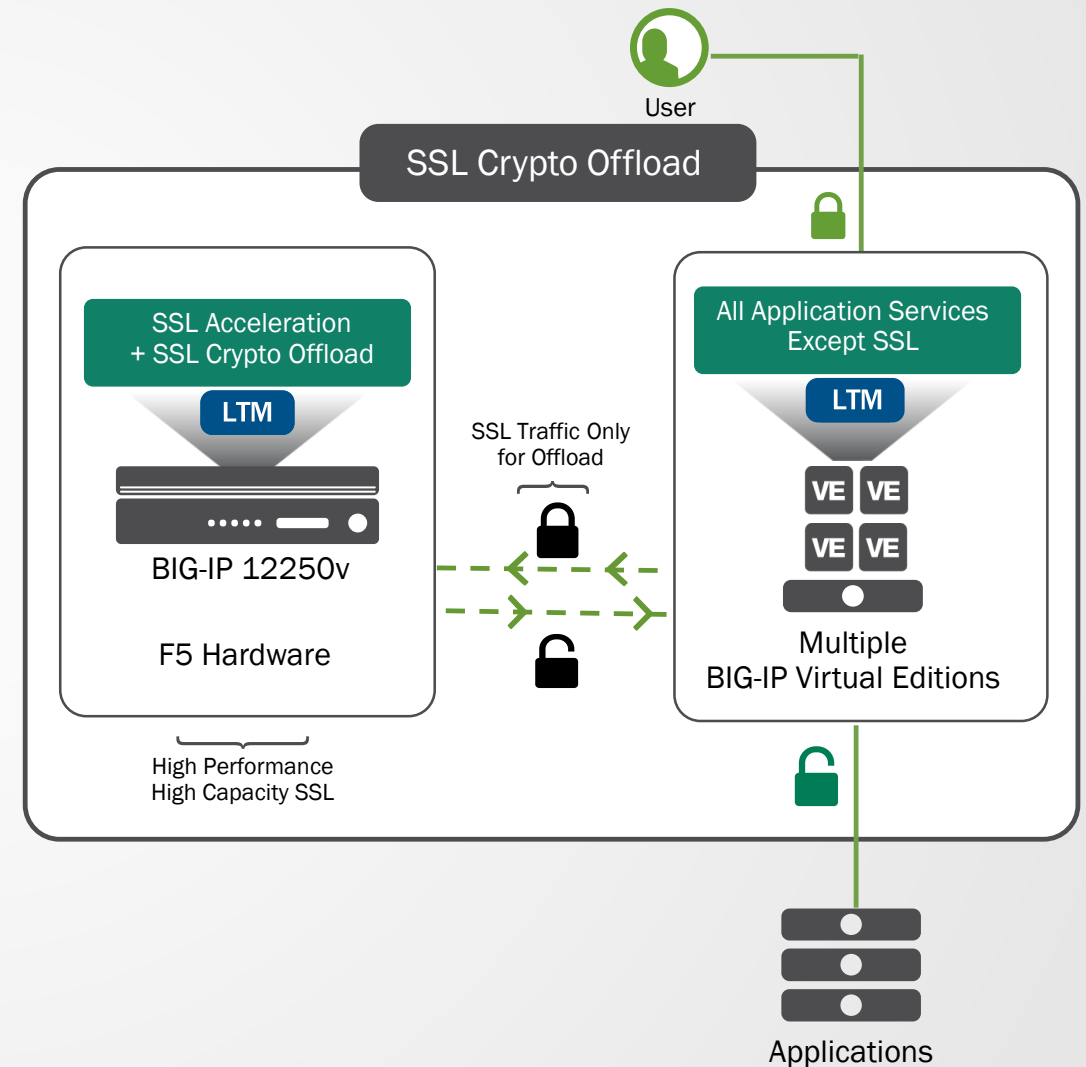 User
SSL Crypto Offload
SSL Acceleration
+ SSL Crypto Offload
LTM
BIG-IP 12250v
F5 Hardware
High Performance
High Capacity SSL
SSL Traffic Only
for Offload
All Application Services
Except SSL
LTM
VE VE
VE VE
Multiple
BIG-IP Virtual Editions
Applications